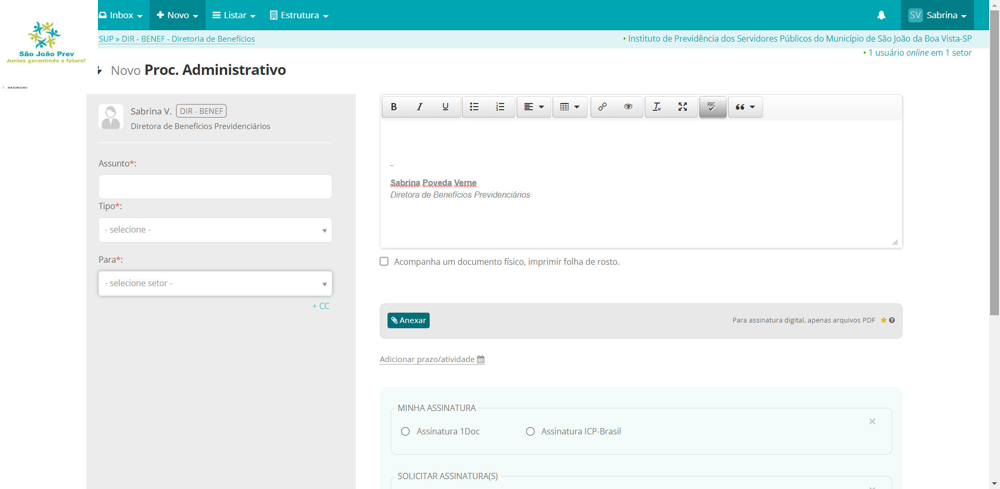 São João Prev
Juntos garantindo o futuro!
saojoaoprev
Inbox
Novo
Listar
Estrutura
SV Sabrina
SUP » DIR - BENEF - Diretoria de Benefícios
• Instituto de Previdência dos Servidores Públicos do Município de São João da Boa Vista-SP
• 1 usuário online em 1 setor
Novo Proc. Administrativo
Sabrina V. DIR - BENEF
Diretora de Benefícios Previdenciários
Assunto*:
Tipo*:
- selecione -
Para*:
- selecione setor -
+ CC
B I U
ABC
_
Sabrina Poveda Verne
Diretora de Benefícios Previdenciários
Acompanha um documento físico, imprimir folha de rosto.
Anexar
Para assinatura digital, apenas arquivos PDF
Adicionar prazo/atividade
MINHA ASSINATURA
Assinatura 1Doc
Assinatura ICP-Brasil
SOLICITAR ASSINATURA(S)